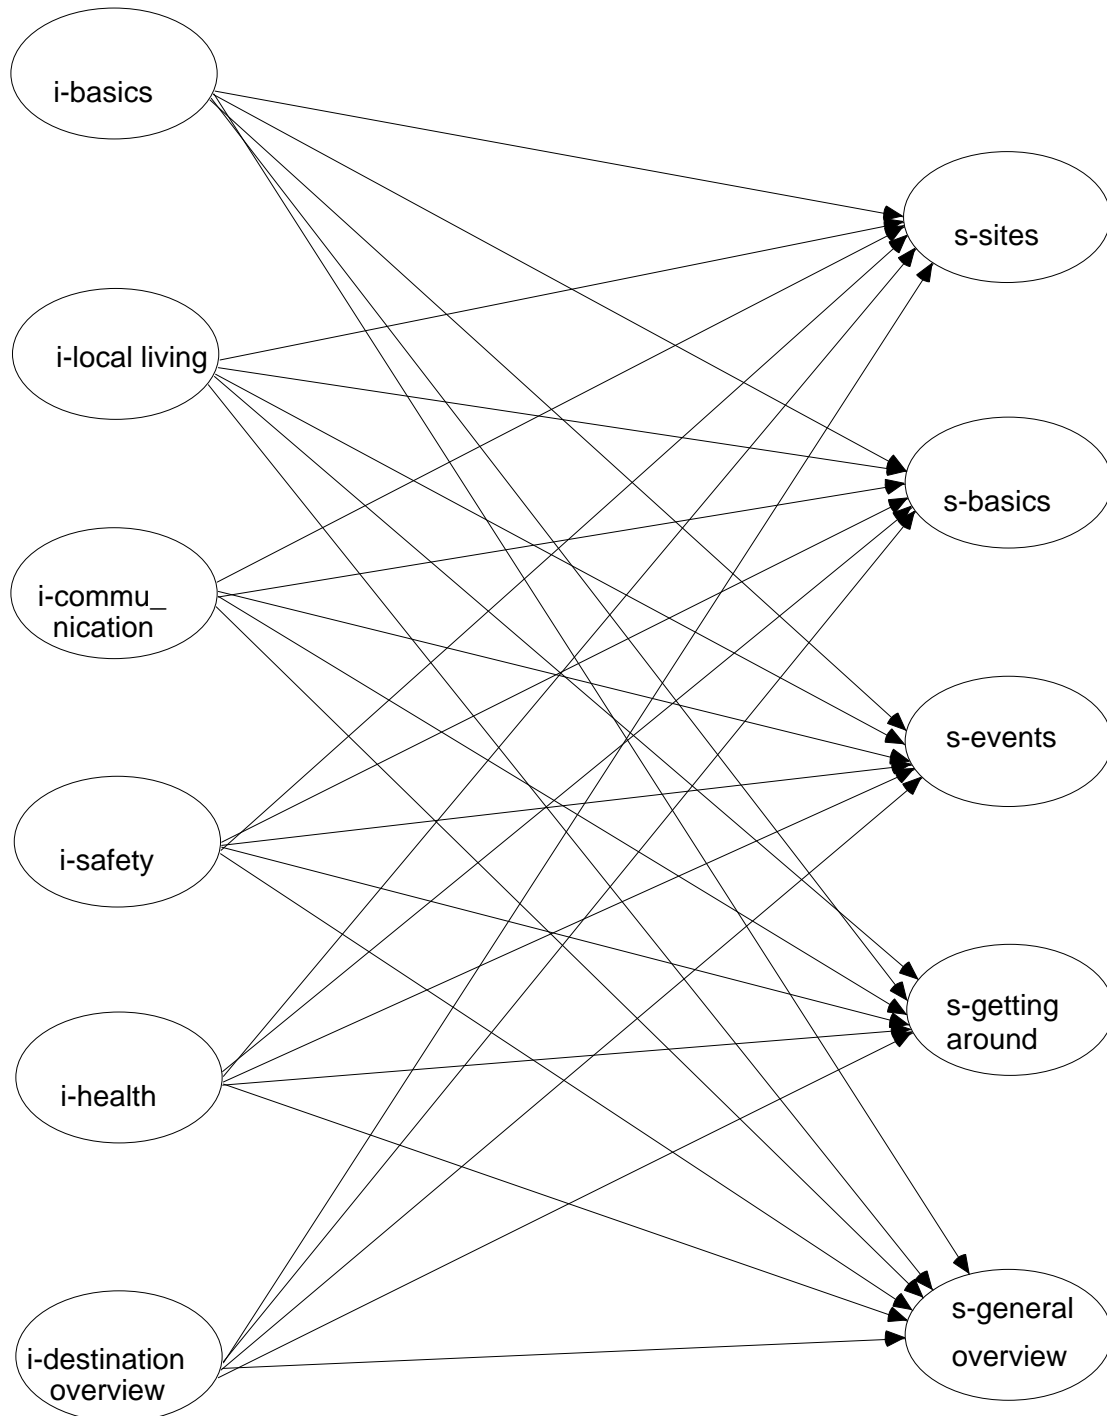 i-basics
i-local living
i-commu_
nication
i-safety
i-health
i-destination
overview
s-sites
s-basics
s-events
s-getting
around
s-general
overview